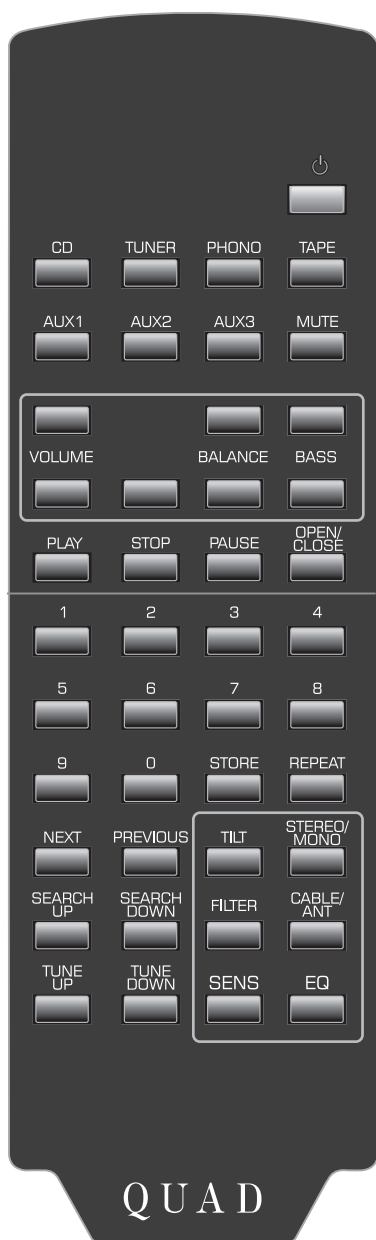 CD TUNER PHONO TAPE
AUX1 AUX2 AUX3 MUTE
VOLUME BALANCE BASS
PLAY STOP PAUSE OPEN/
CLOSE
1 2 3 4
5 6 7 8
9 0 STORE REPEAT
NEXT PREVIOUS TILT STEREO/
MONO
SEARCH
UP SEARCH
DOWN FILTER CABLE/
ANT
TUNE
UP TUNE
DOWN SENS EQ
QUAD